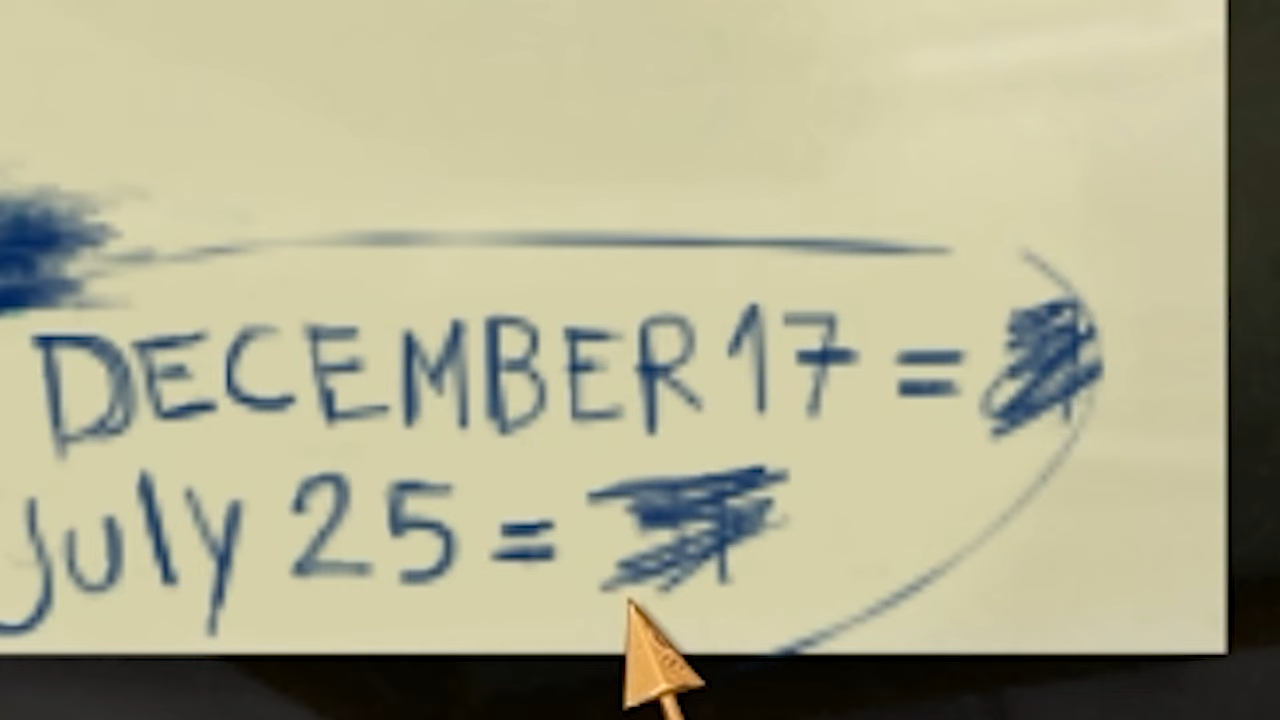 DECEMBER 17 =
July 25 =